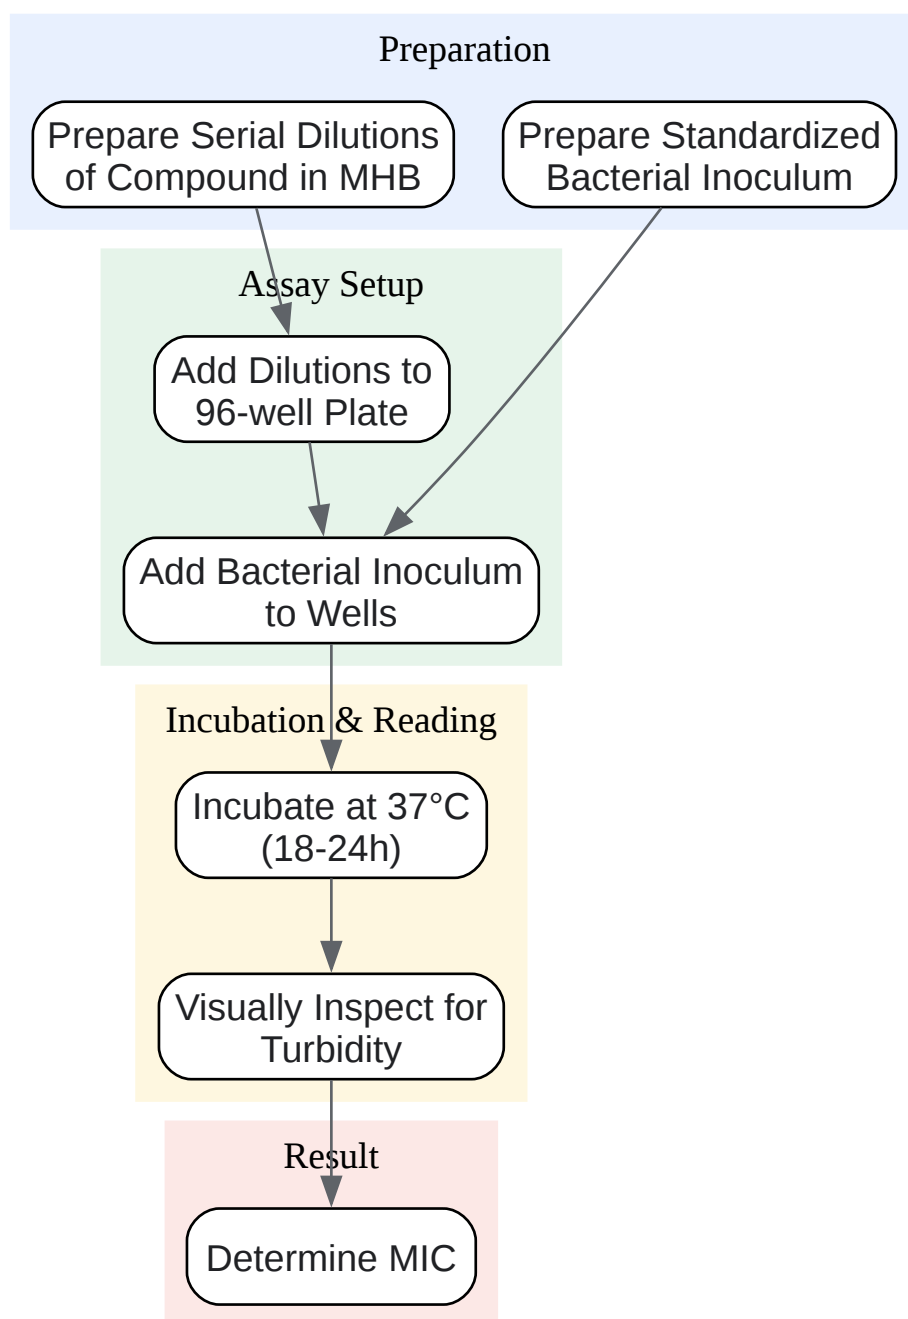 Preparation
Prepare Serial Dilutions
of Compound in MHB
Prepare Standardized
Bacterial Inoculum
Assay Setup
Add Dilutions to
96-well Plate
Add Bacterial Inoculum
to Wells
Incubation & Reading
Incubate at 37°C
(18-24h)
Visually Inspect for
Turbidity
Result
Determine MIC